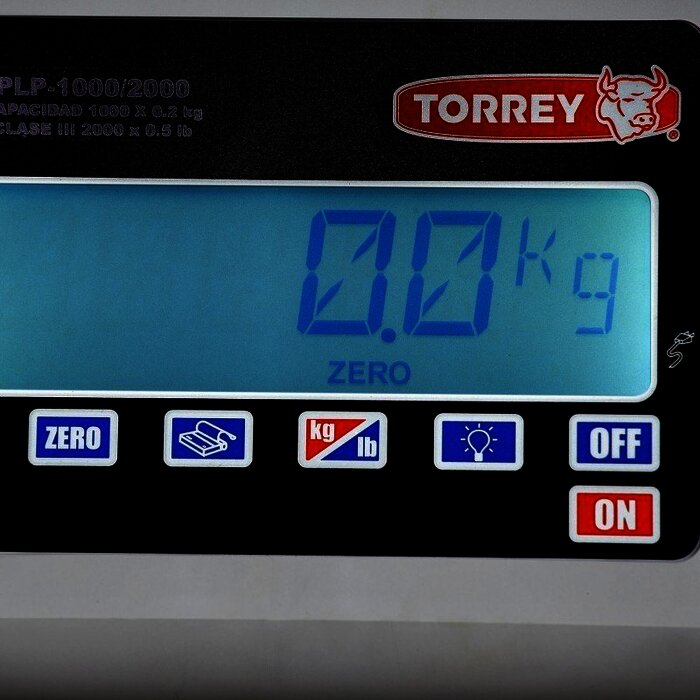 PLP-1000/2000
APACIDAD 1000 X 0.2 kg
CLASE III 2000 x 0.5 lb
TORREY
®
0.0 Kg
ZERO
ZERO
kg lb
OFF
ON